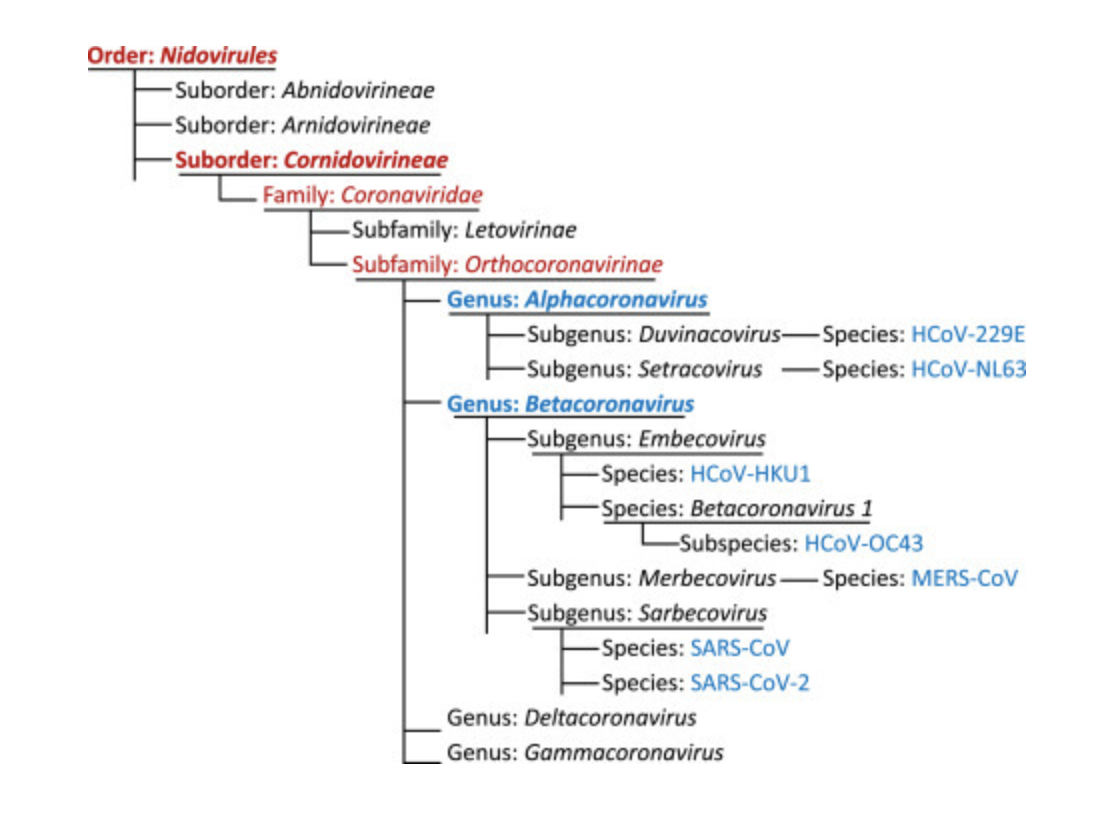 Order: Nidovirules
Suborder: Abnidovirineae
Suborder: Arnidovirineae
Suborder: Cornidovirineae
Family: Coronaviridae
Subfamily: Letovirinae
Subfamily: Orthocoronavirinae
Genus: Alphacoronavirus
Subgenus: Duvinacovirus Species: HCoV-229E
Subgenus: Setracovirus Species: HCoV-NL63
Genus: Betacoronavirus
Subgenus: Embecovirus
Species: HCoV-HKU1
Species: Betacoronavirus 1
Subspecies: HCoV-OC43
Subgenus: Merbecovirus Species: MERS-CoV
Subgenus: Sarbecovirus
Species: SARS-CoV
Species: SARS-CoV-2
Genus: Deltacoronavirus
Genus: Gammacoronavirus